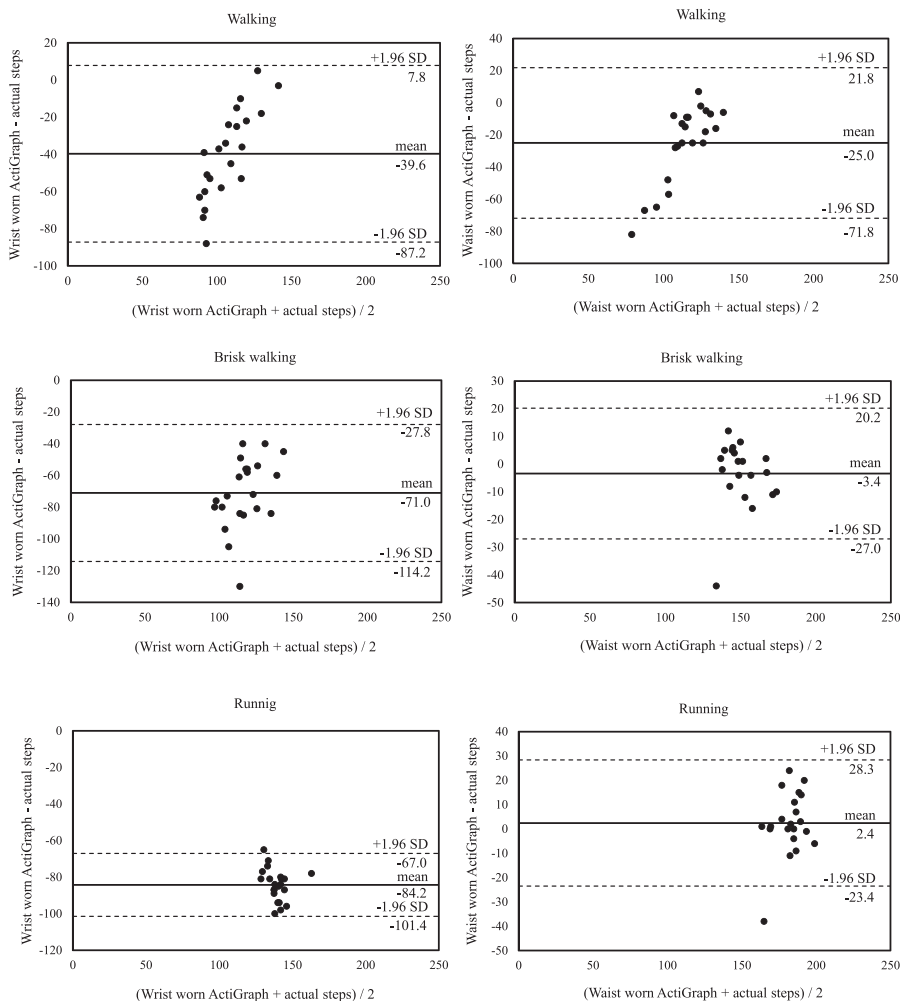 Walking
Wrist worn ActiGraph - actual steps
20
0
-20
-40
-60
-80
-100
+1.96 SD
7.8
mean
-39.6
-1.96 SD
-87.2
0 50 100 150 200 250
(Wrist worn ActiGraph + actual steps) / 2
Walking
Waist worn ActiGraph - actual steps
40
20
0
-20
-40
-60
-80
-100
+1.96 SD
21.8
mean
-25.0
-1.96 SD
-71.8
0 50 100 150 200 250
(Waist worn ActiGraph + actual steps) / 2
Brisk walking
Wrist worn ActiGraph - actual steps
0
-20
-40
-60
-80
-100
-120
-140
+1.96 SD
-27.8
mean
-71.0
-1.96 SD
-114.2
0 50 100 150 200 250
(Wrist worn ActiGraph + actual steps) / 2
Brisk walking
Waist worn ActiGraph - actual steps
30
20
10
0
-10
-20
-30
-40
-50
+1.96 SD
20.2
mean
-3.4
-1.96 SD
-27.0
0 50 100 150 200 250
(Waist worn ActiGraph + actual steps) / 2
Runnig
Wrist worn ActiGraph - actual steps
0
-20
-40
-60
-80
-100
-120
+1.96 SD
-67.0
mean
-84.2
-1.96 SD
-101.4
0 50 100 150 200 250
(Wrist worn ActiGraph + actual steps) / 2
Running
Waist worn ActiGraph - actual steps
40
30
20
10
0
-10
-20
-30
-40
-50
+1.96 SD
28.3
mean
2.4
-1.96 SD
-23.4
0 50 100 150 200 250
(Waist worn ActiGraph + actual steps) / 2